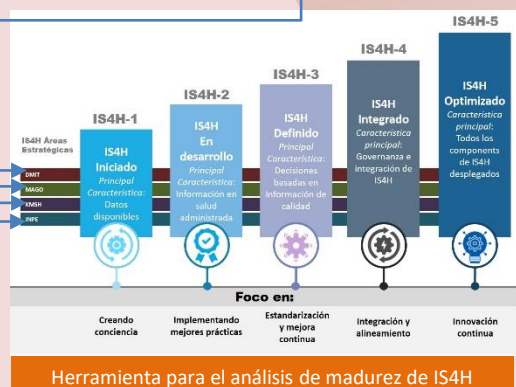 IS4H-1
IS4H-2
IS4H-3
IS4H-4
IS4H-5
IS4H Áreas
Estratégicas
DMIT
MAGO
KMSH
INPE
IS4H
Iniciado
Principal
Característica:
Datos
disponibles
IS4H
En
desarrollo
Principal
Característica:
Información en
salud
administrada
IS4H
Definido
Principal
Característica:
Decisiones
basadas en
información de
calidad
IS4H
Integrado
Característica
principal:
Governanza e
integración de
IS4H
IS4H
Optimizado
Característica
principal:
Todos los
components
de IS4H
desplegados
Foco en:
Creando
conciencia
Implementando
mejores prácticas
Estandarización
y mejora
continua
Integración y
alineamiento
Innovación
continua
Herramienta para el análisis de madurez de IS4H